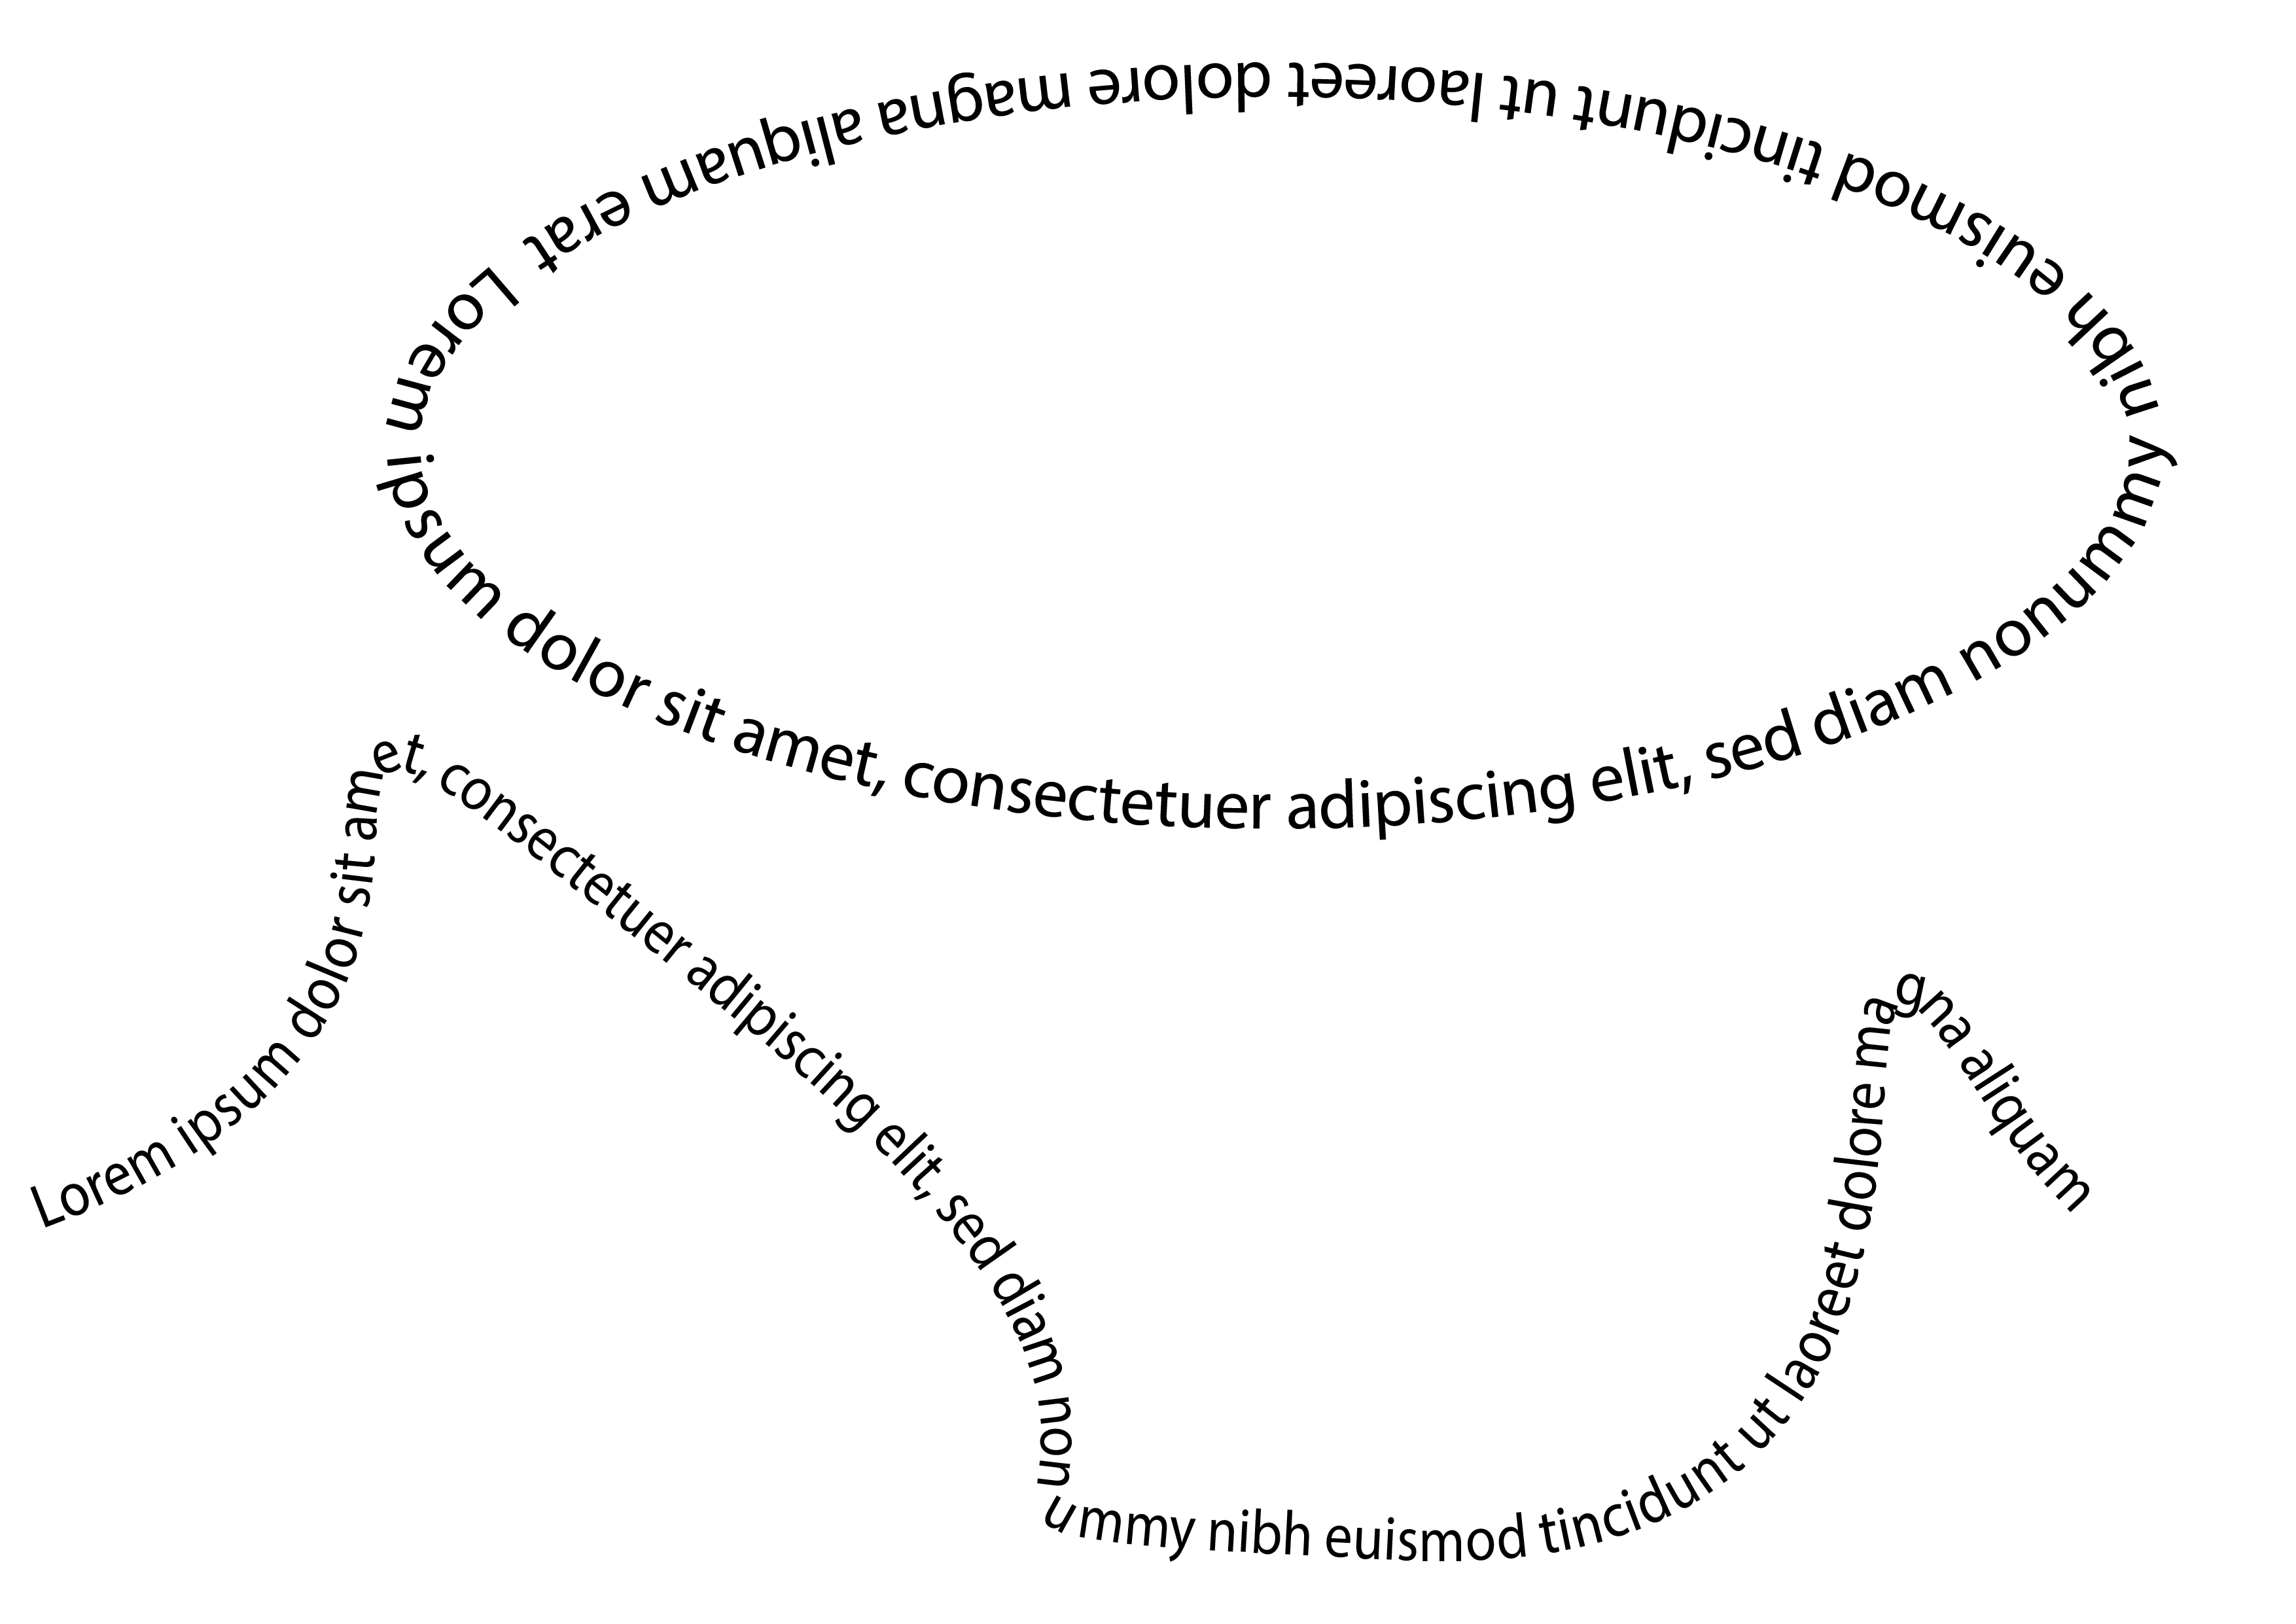 Lorem ipsum dolor sit amet, consectetuer adipiscing elit, sed diam nonummy nibh euismod tincidunt ut laoreet dolore magna aliquam erat
Lorem ipsum dolor sit amet, consectetuer adipiscing elit, sed diam nonummy nibh euismod tincidunt ut laoreet dolore magna aliquam